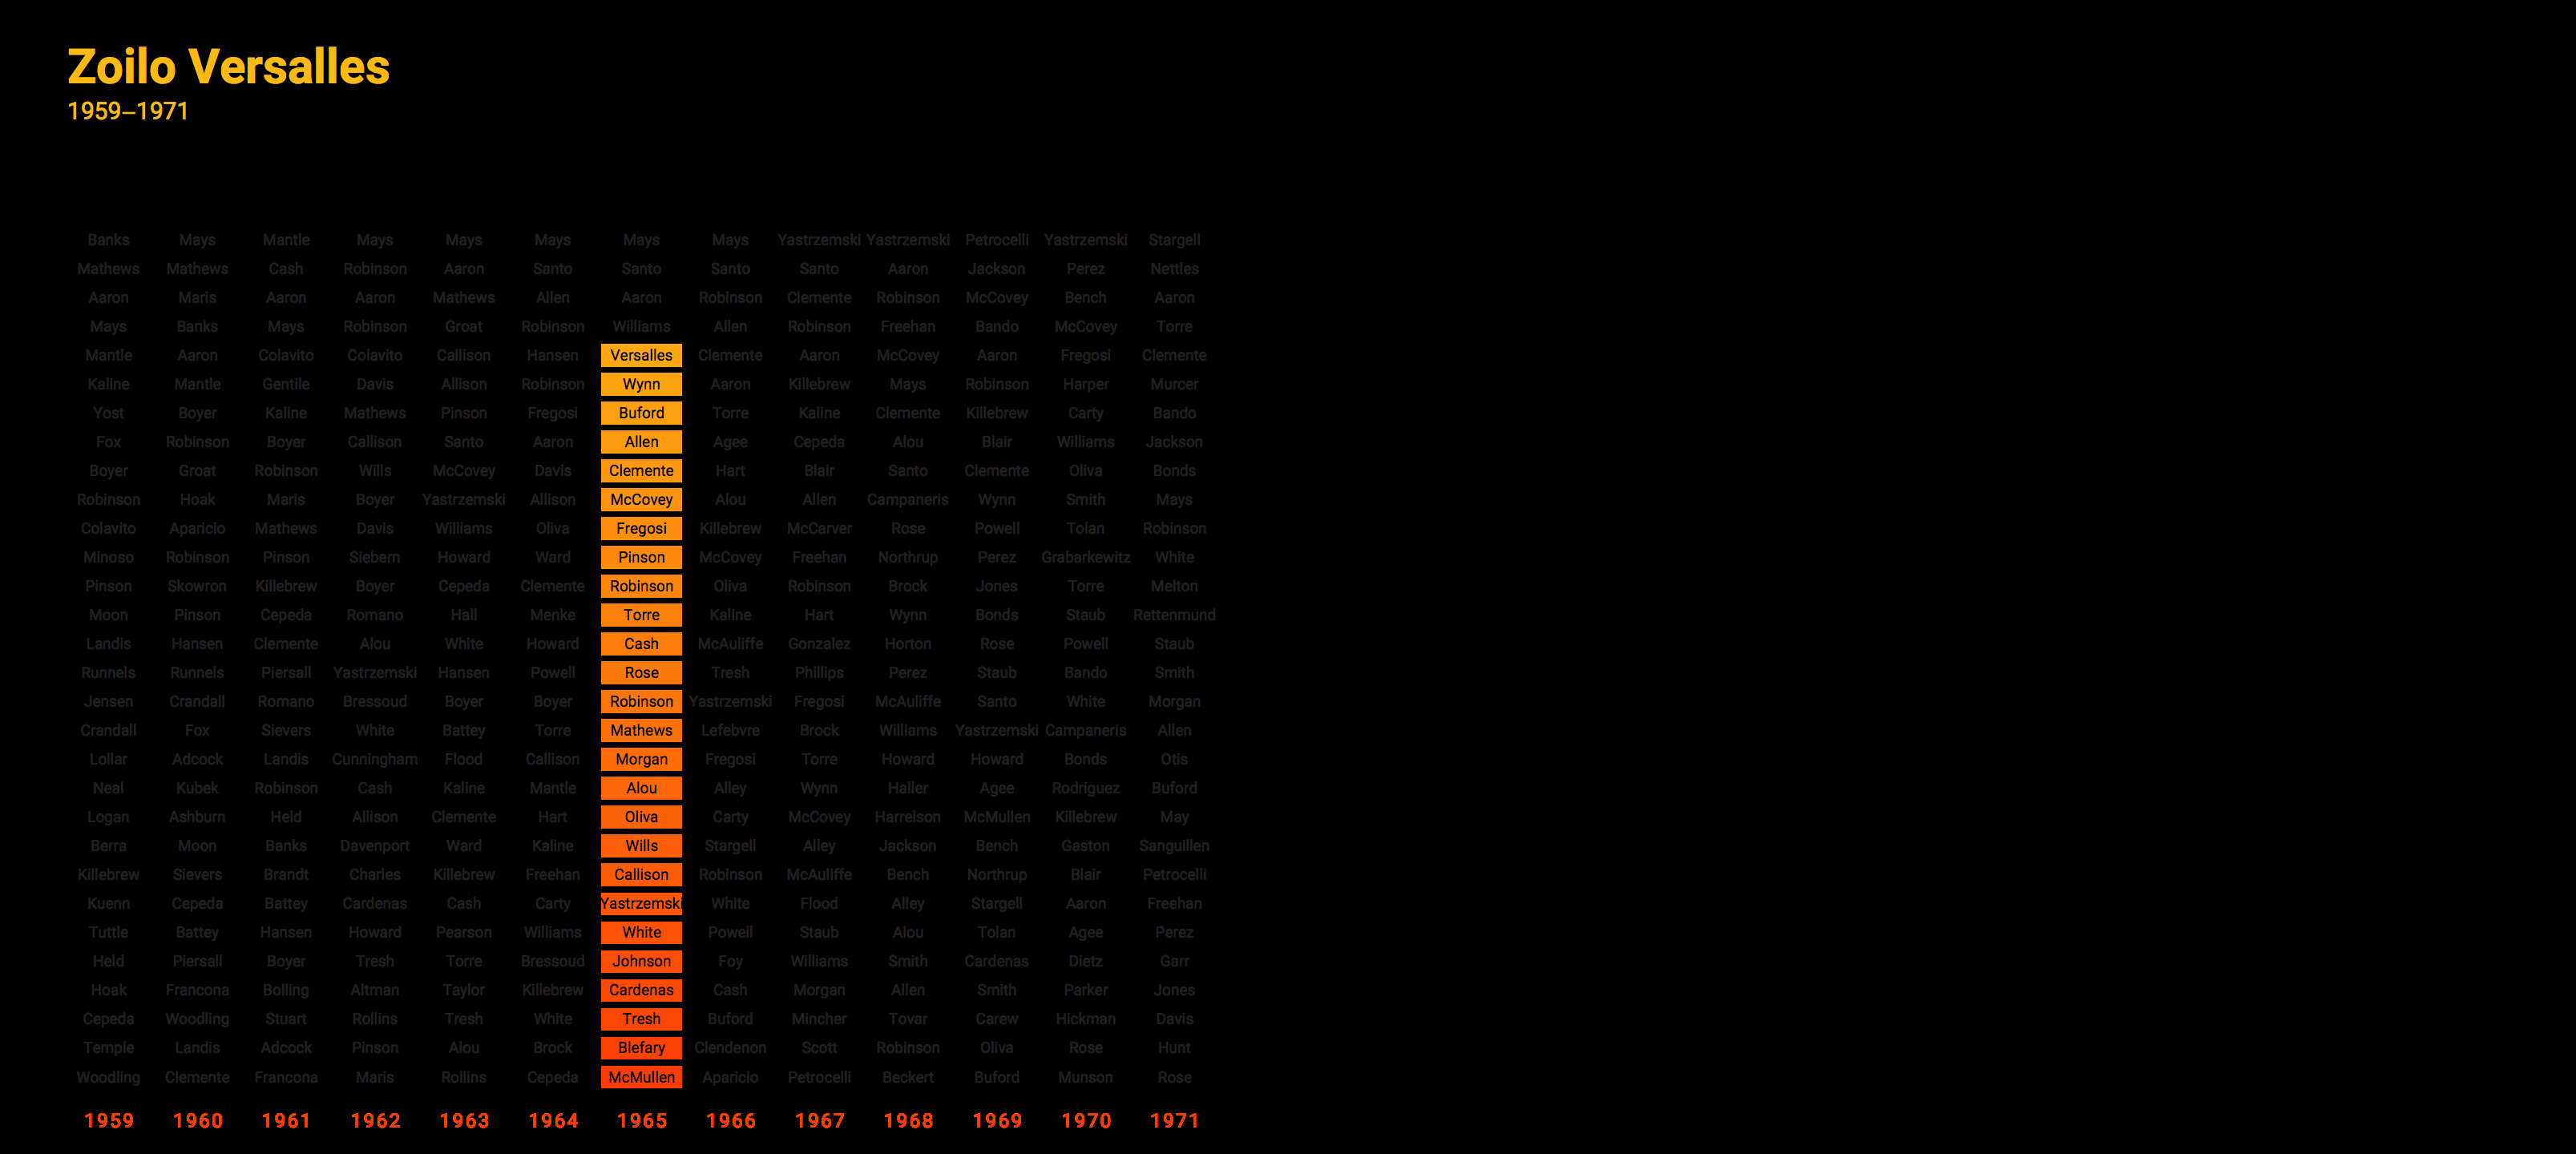 Zoilo Versalles
1959–1971
Banks Mays Mantle Mays Mays Mays Mays Mays Yastrzemski Yastrzemski Petrocelli Yastrzemski Stargell
Mathews Mathews Cash Robinson Aaron Santo Santo Santo Santo Aaron Jackson Perez Nettles
Aaron Maris Aaron Aaron Mathews Allen Aaron Robinson Clemente Robinson McCovey Bench Aaron
Mays Banks Mays Robinson Groat Robinson Williams Allen Robinson Freehan Bando McCovey Torre
Mantle Aaron Colavito Colavito Callison Hansen Versalles Clemente Aaron McCovey Aaron Fregosi Clemente
Kaline Mantle Gentile Davis Allison Robinson Wynn Aaron Killebrew Mays Robinson Harper Murcer
Yost Boyer Kaline Mathews Pinson Fregosi Buford Torre Kaline Clemente Killebrew Carty Bando
Fox Robinson Boyer Callison Santo Aaron Allen Agee Cepeda Alou Blair Williams Jackson
Boyer Groat Robinson Wills McCovey Davis Clemente Hart Blair Santo Clemente Oliva Bonds
Robinson Hoak Maris Boyer Yastrzemski Allison McCovey Alou Allen Campaneris Wynn Smith Mays
Colavito Aparicio Mathews Davis Williams Oliva Fregosi Killebrew McCarver Rose Powell Tolan Robinson
Minoso Robinson Pinson Siebern Howard Ward Pinson McCovey Freehan Northrup Perez Grabarkewitz White
Pinson Skowron Killebrew Boyer Cepeda Clemente Robinson Oliva Robinson Brock Jones Torre Melton
Moon Pinson Cepeda Romano Hall Menke Torre Kaline Hart Wynn Bonds Staub Rettenmund
Landis Hansen Clemente Alou White Howard Cash McAuliffe Gonzalez Horton Rose Powell Staub
Runnels Runnels Piersall Yastrzemski Hansen Powell Rose Tresh Phillips Perez Staub Bando Smith
Jensen Crandall Romano Bressoud Boyer Boyer Robinson Yastrzemski Fregosi McAuliffe Santo White Morgan
Crandall Fox Sievers White Battey Torre Mathews Lefebvre Brock Williams Yastrzemski Campaneris Allen
Lollar Adcock Landis Cunningham Flood Callison Morgan Fregosi Torre Howard Howard Bonds Otis
Neal Kubek Robinson Cash Kaline Mantle Alou Alley Wynn Haller Agee Rodriguez Buford
Logan Ashburn Held Allison Clemente Hart Oliva Carty McCovey Harrelson McMullen Killebrew May
Berra Moon Banks Davenport Ward Kaline Wills Stargell Alley Jackson Bench Gaston Sanguillen
Killebrew Sievers Brandt Charles Killebrew Freehan Callison Robinson McAuliffe Bench Northrup Blair Petrocelli
Kuenn Cepeda Battey Cardenas Cash Carty Yastrzemski White Flood Alley Stargell Aaron Freehan
Tuttle Battey Hansen Howard Pearson Williams White Powell Staub Alou Tolan Agee Perez
Held Piersall Boyer Tresh Torre Bressoud Johnson Foy Williams Smith Cardenas Dietz Garr
Hoak Francona Bolling Altman Taylor Killebrew Cardenas Cash Morgan Allen Smith Parker Jones
Cepeda Woodling Stuart Rollins Tresh White Tresh Buford Mincher Tovar Carew Hickman Davis
Temple Landis Adcock Pinson Alou Brock Blefary Clendenon Scott Robinson Oliva Rose Hunt
Woodling Clemente Francona Maris Rollins Cepeda McMullen Aparicio Petrocelli Beckert Buford Munson Rose
1959 1960 1961 1962 1963 1964 1965 1966 1967 1968 1969 1970 1971